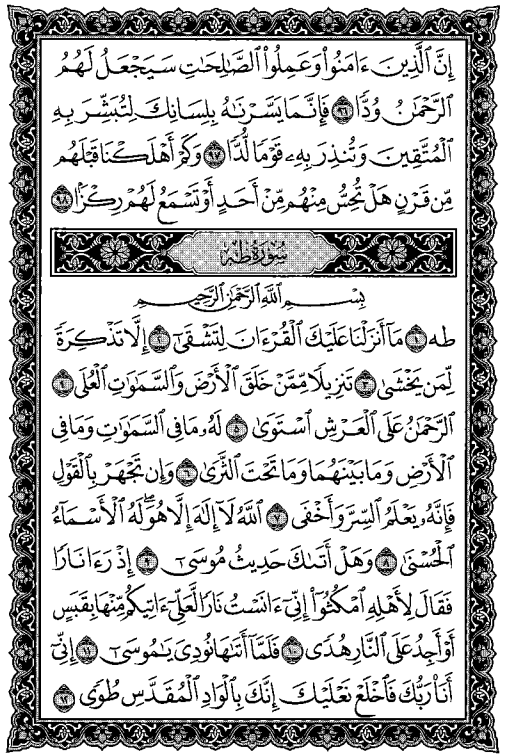 إِنَّ ٱلَّذِينَ ءَامَنُواْ وَعَمِلُواْ ٱلصَّٰلِحَٰتِ سَيَجْعَلُ لَهُمُ
ٱلرَّحْمَٰنُ وُدًّا ٩٦ فَإِنَّمَا يَسَّرْنَٰهُ بِلِسَانِكَ لِتُبَشِّرَ بِهِ
ٱلْمُتَّقِينَ وَتُنذِرَ بِهِۦ قَوْمًا لُّدًّا ٩٧ وَكَمْ أَهْلَكْنَا قَبْلَهُم
مِّن قَرْنٍ هَلْ تُحِسُّ مِنْهُم مِّنْ أَحَدٍ أَوْ تَسْمَعُ لَهُمْ رِكْزًۢا ٩٨
سُورَةُ طه
بِسْمِ ٱللَّهِ ٱلرَّحْمَٰنِ ٱلرَّحِيمِ
طه ١ مَآ أَنزَلْنَا عَلَيْكَ ٱلْقُرْءَانَ لِتَشْقَىٰٓ ٢ إِلَّا تَذْكِرَةً
لِّمَن يَخْشَىٰ ٣ تَنزِيلًا مِّمَّنْ خَلَقَ ٱلْأَرْضَ وَٱلسَّمَٰوَٰتِ ٱلْعُلَى ٤
ٱلرَّحْمَٰنُ عَلَى ٱلْعَرْشِ ٱسْتَوَىٰ ٥ لَهُۥ مَا فِى ٱلسَّمَٰوَٰتِ وَمَا فِى
ٱلْأَرْضِ وَمَا بَيْنَهُمَا وَمَا تَحْتَ ٱلثَّرَىٰ ٦ وَإِن تَجْهَرْ بِٱلْقَوْلِ
فَإِنَّهُۥ يَعْلَمُ ٱلسِّرَّ وَأَخْفَى ٧ ٱللَّهُ لَآ إِلَٰهَ إِلَّا هُوَۖ لَهُ ٱلْأَسْمَآءُ
ٱلْحُسْنَىٰ ٨ وَهَلْ أَتَىٰكَ حَدِيثُ مُوسَىٰٓ ٩ إِذْ رَءَا نَارًا
فَقَالَ لِأَهْلِهِ ٱمْكُثُوٓاْ إِنِّىٓ ءَانَسْتُ نَارًا لَّعَلِّىٓ ءَاتِيكُم مِّنْهَا بِقَبَسٍ
أَوْ أَجِدُ عَلَى ٱلنَّارِ هُدًى ١٠ فَلَمَّآ أَتَىٰهَا نُودِىَ يَٰمُوسَىٰٓ ١١ إِنِّىٓ
أَنَا۠ رَبُّكَ فَٱخْلَعْ نَعْلَيْكَ إِنَّكَ بِٱلْوَادِ ٱلْمُقَدَّسِ طُوًى ١٢